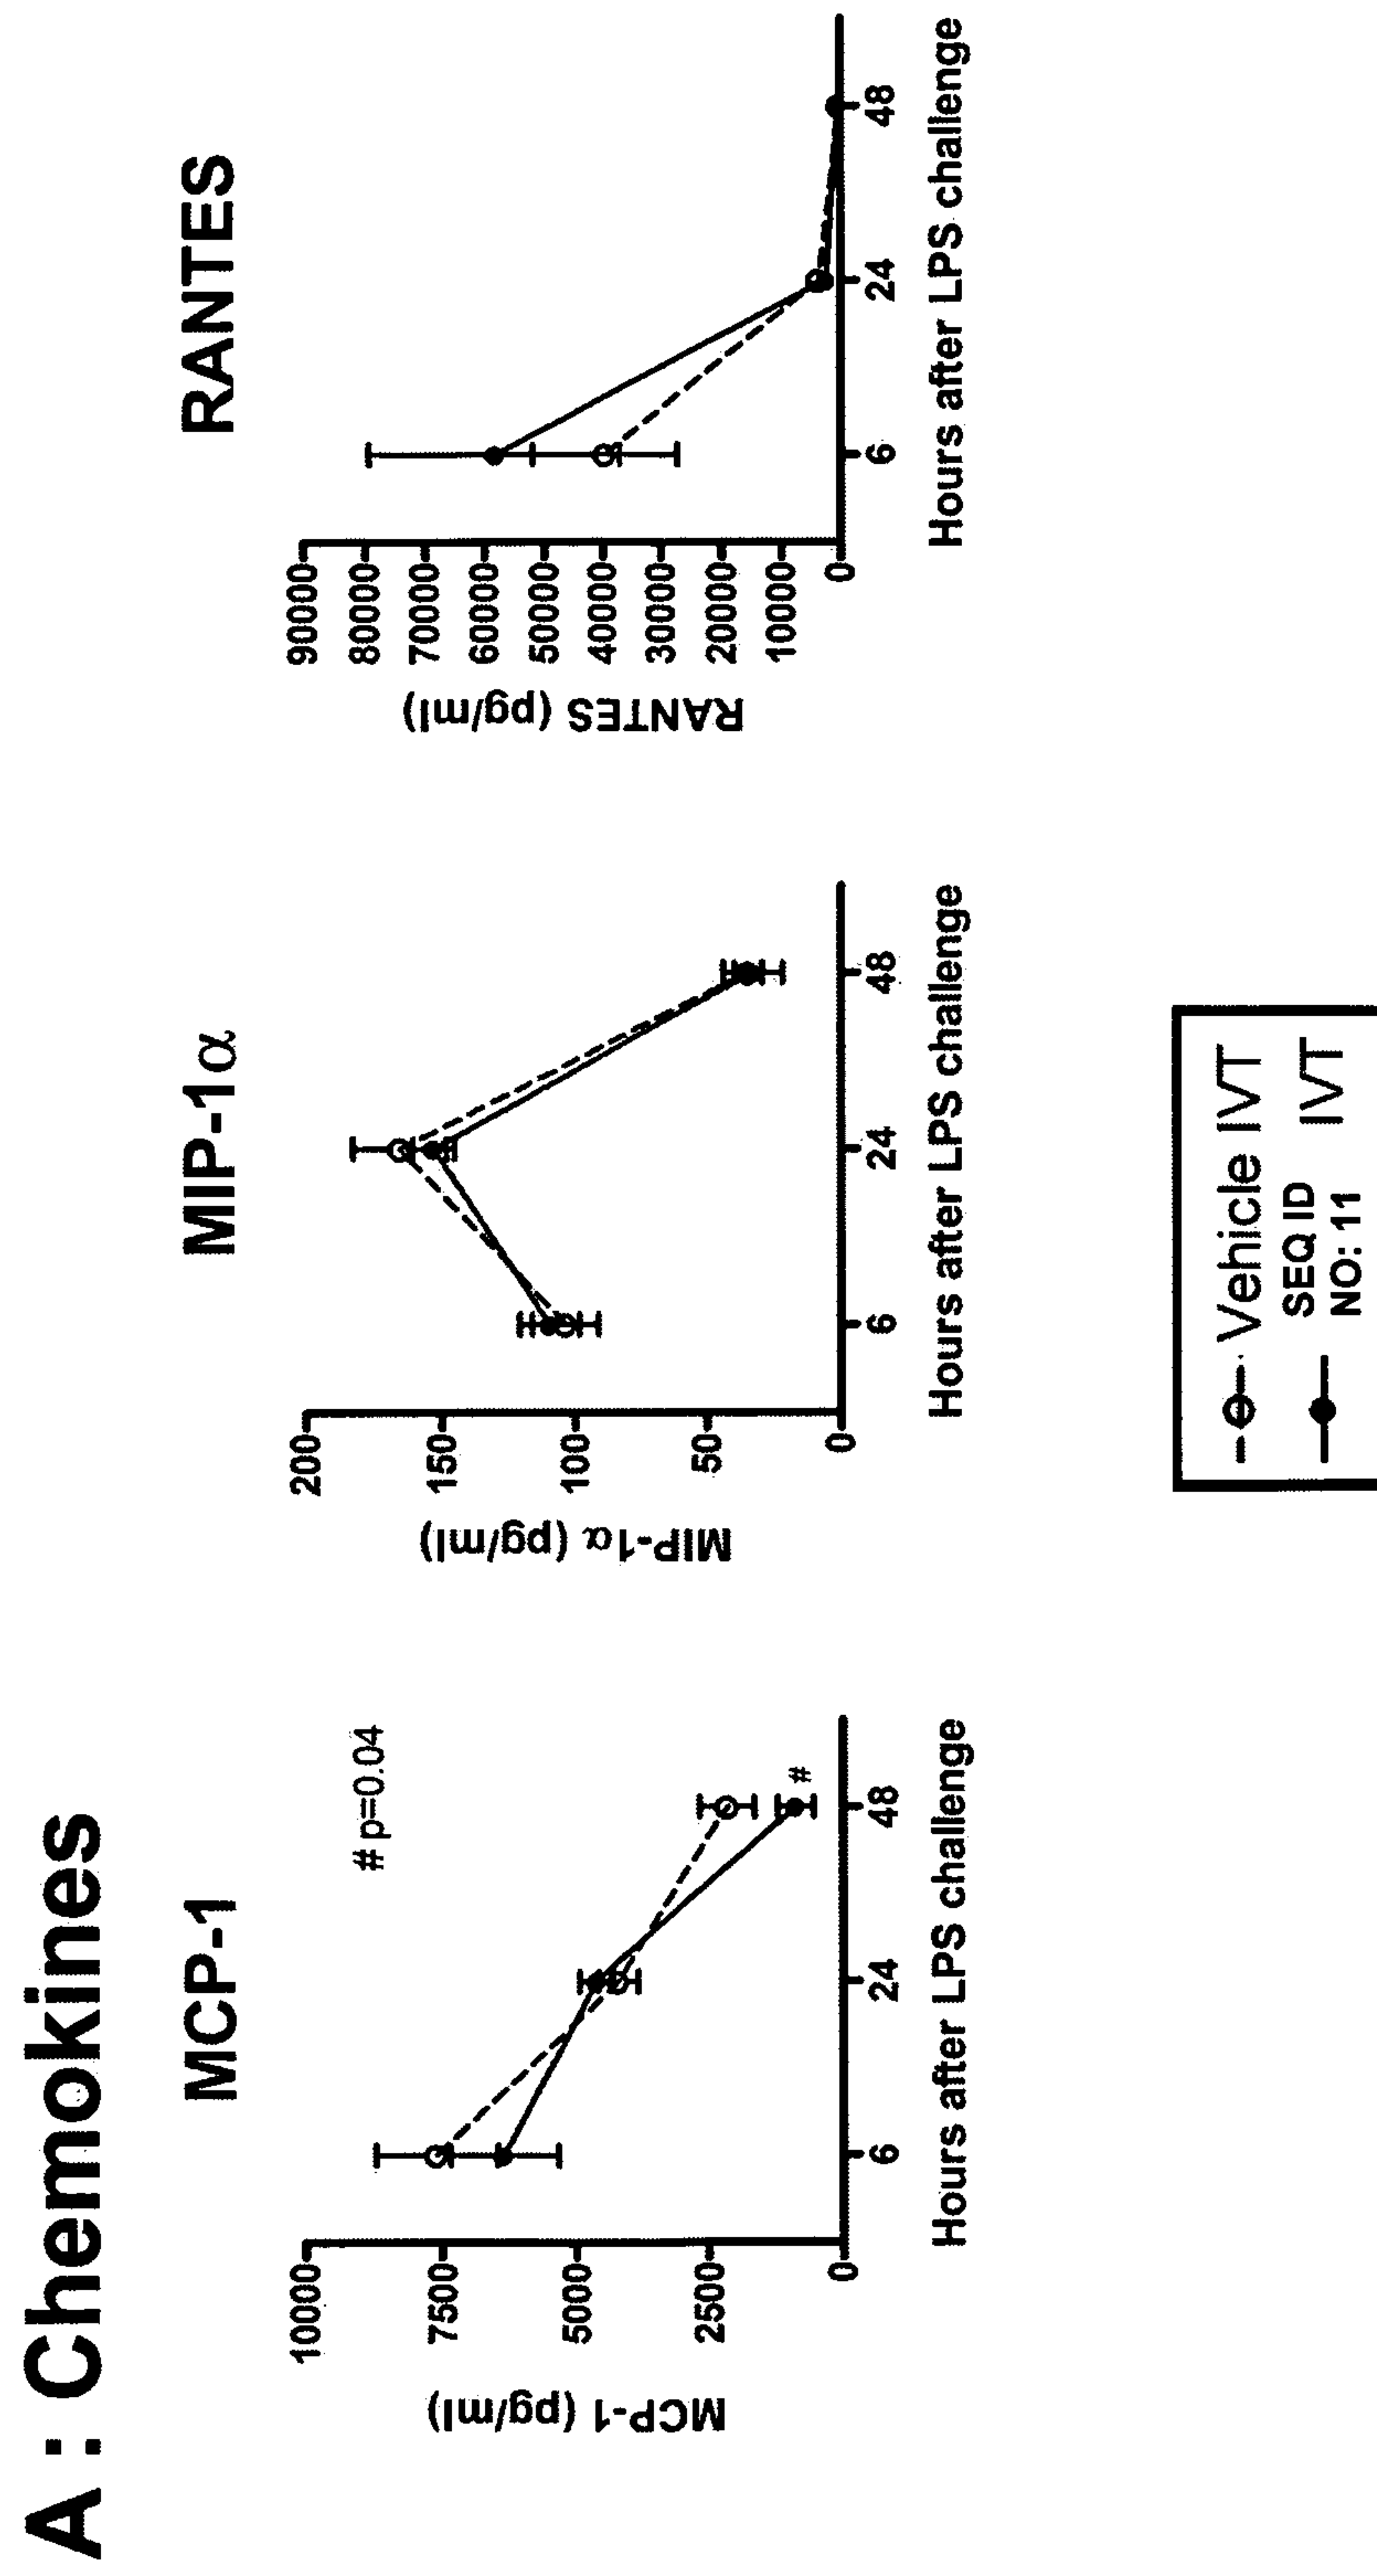 A : Chemokines
MCP-1
# p=0.04
MCP-1 (pg/ml)
10000
7500
5000
2500
0
#
6
24
48
Hours after LPS challenge
MIP-1α
MIP-1α (pg/ml)
200
150
100
50
0
6
24
48
Hours after LPS challenge
RANTES
RANTES (pg/ml)
90000
80000
70000
60000
50000
40000
30000
20000
10000
0
6
24
48
Hours after LPS challenge
Vehicle IVT
SEQ ID
NO: 11 IVT